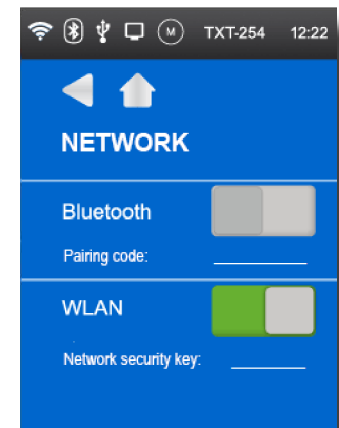 M TXT-254 12:22
NETWORK
Bluetooth
Pairing code:
WLAN
Network security key: